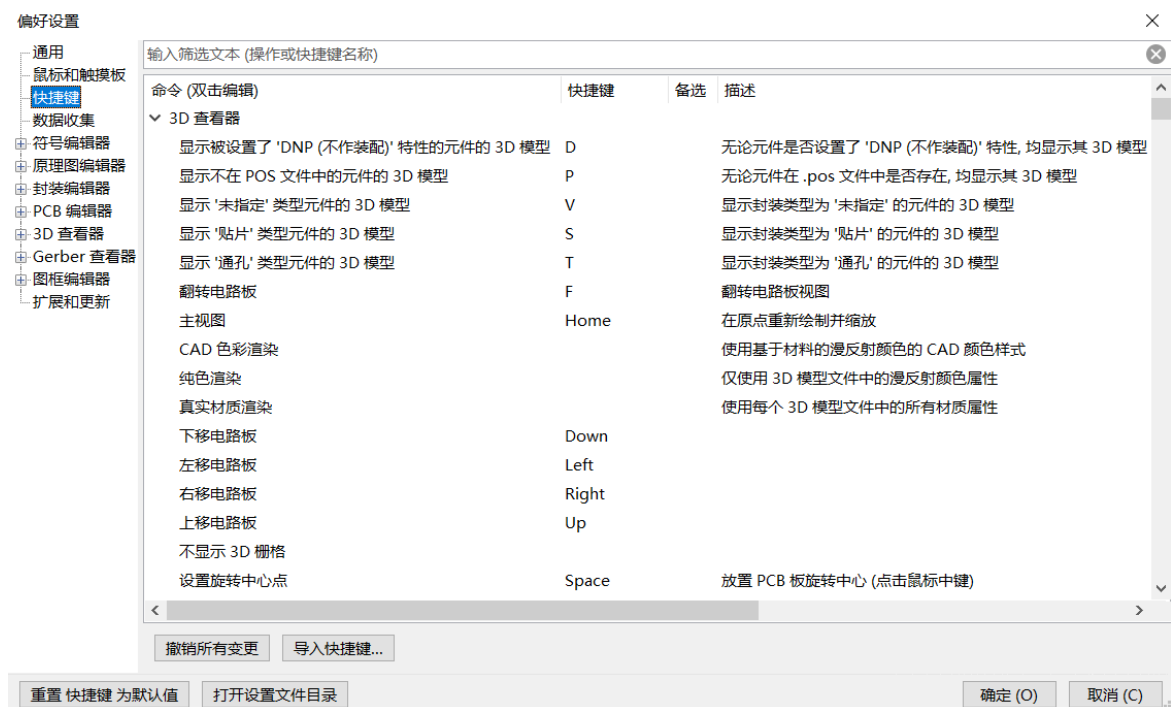 偏好设置
通用
鼠标和触摸板
快捷键
数据收集
符号编辑器
原理图编辑器
封装编辑器
PCB 编辑器
3D 查看器
Gerber 查看器
图框编辑器
扩展和更新
输入筛选文本 (操作或快捷键名称)
命令 (双击编辑) 快捷键 备选 描述
3D 查看器
显示被设置了 'DNP (不作装配)' 特性的元件的 3D 模型 D 无论元件是否设置了 'DNP (不作装配)' 特性, 均显示其 3D 模型
显示不在 POS 文件中的元件的 3D 模型 P 无论元件在 .pos 文件中是否存在, 均显示其 3D 模型
显示 '未指定' 类型元件的 3D 模型 V 显示封装类型为 '未指定' 的元件的 3D 模型
显示 '贴片' 类型元件的 3D 模型 S 显示封装类型为 '贴片' 的元件的 3D 模型
显示 '通孔' 类型元件的 3D 模型 T 显示封装类型为 '通孔' 的元件的 3D 模型
翻转电路板 F 翻转电路板视图
主视图 Home 在原点重新绘制并缩放
CAD 色彩渲染 使用基于材料的漫反射颜色的 CAD 颜色样式
纯色渲染 仅使用 3D 模型文件中的漫反射颜色属性
真实材质渲染 使用每个 3D 模型文件中的所有材质属性
下移电路板 Down
左移电路板 Left
右移电路板 Right
上移电路板 Up
不显示 3D 栅格
设置旋转中心点 Space 放置 PCB 板旋转中心 (点击鼠标中键)
撤销所有变更 导入快捷键...
重置 快捷键 为默认值 打开设置文件目录 确定 (O) 取消 (C)